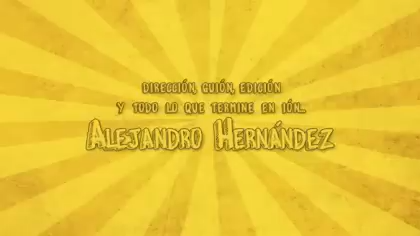 DIRECCIÓN, GUIÓN, EDICIÓN
Y TODO LO QUE TERMINE EN IÓN...
ALEJANDRO HERNÁNDEZ